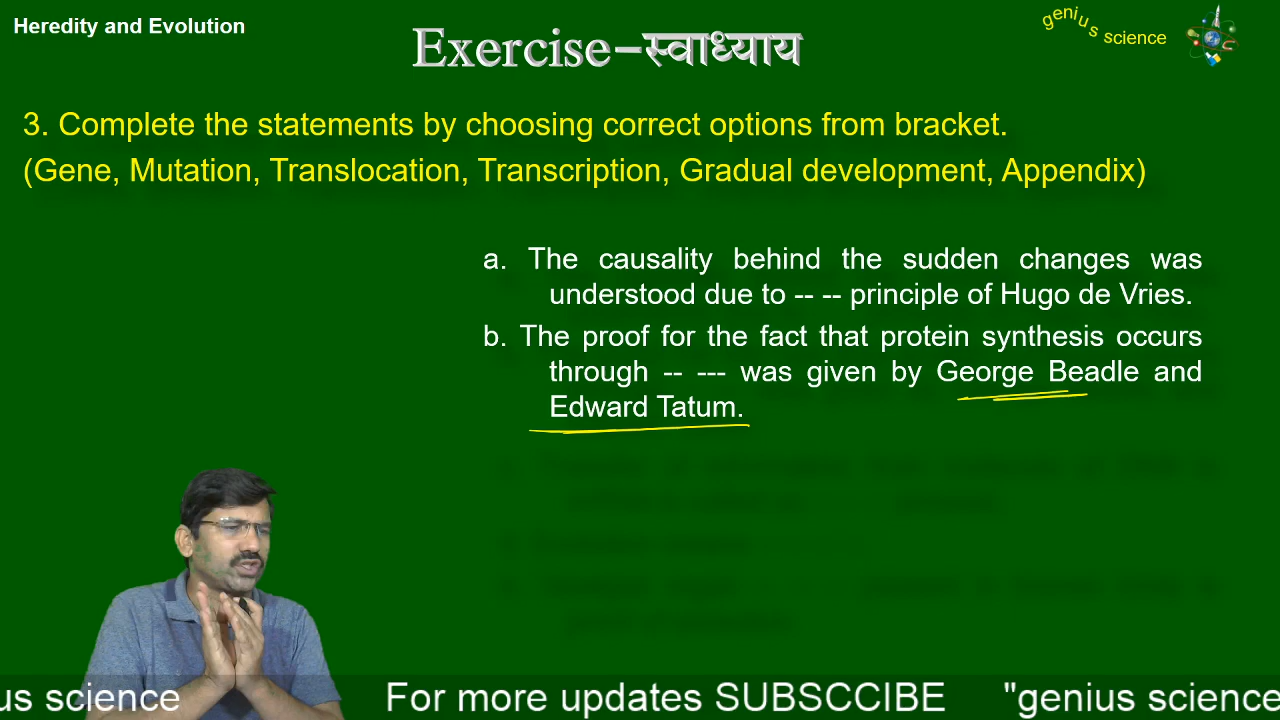 Heredity and Evolution
genius science
Exercise-स्वाध्याय
3. Complete the statements by choosing correct options from bracket.
(Gene, Mutation, Translocation, Transcription, Gradual development, Appendix)
a. The causality behind the sudden changes was
understood due to -- -- principle of Hugo de Vries.
b. The proof for the fact that protein synthesis occurs
through -- --- was given by George Beadle and
Edward Tatum.
us science For more updates SUBSCCIBE "genius science